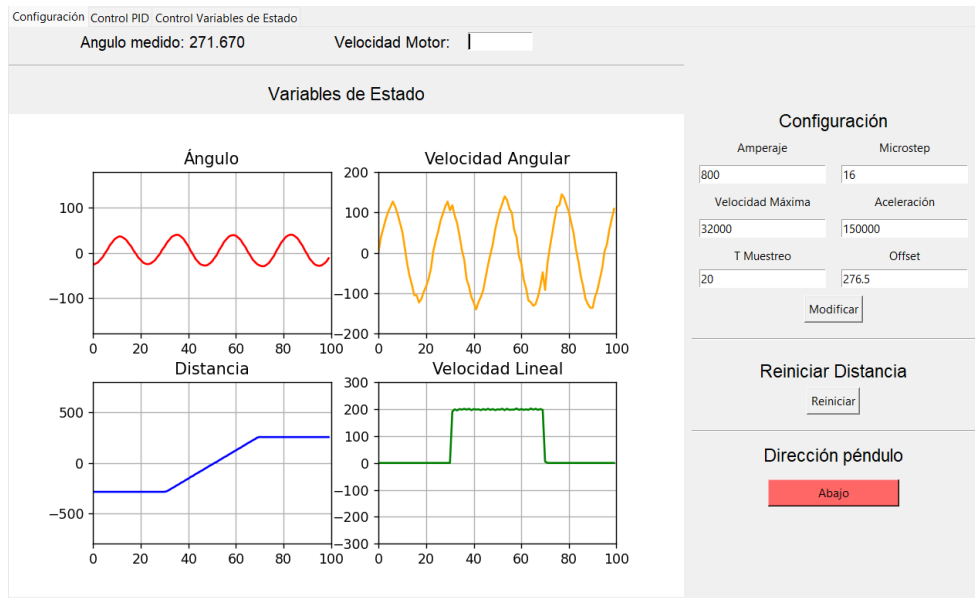 Configuración Control PID Control Variables de Estado
Angulo medido: 271.670 Velocidad Motor:
Variables de Estado
Ángulo
100
0
−100
0 20 40 60 80 100
Velocidad Angular
200
100
0
−100
−200
0 20 40 60 80 100
Distancia
500
0
−500
0 20 40 60 80 100
Velocidad Lineal
300
200
100
0
−100
−200
−300
0 20 40 60 80 100
Configuración
Amperaje Microstep
800 16
Velocidad Máxima Aceleración
32000 150000
T Muestreo Offset
20 276.5
Modificar
Reiniciar Distancia
Reiniciar
Dirección péndulo
Abajo